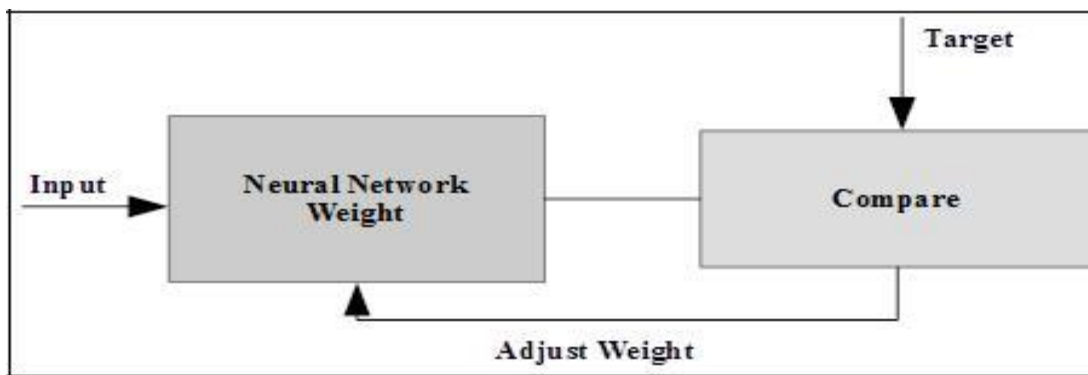 Target
Input
Neural Network
Weight
Compare
Adjust Weight